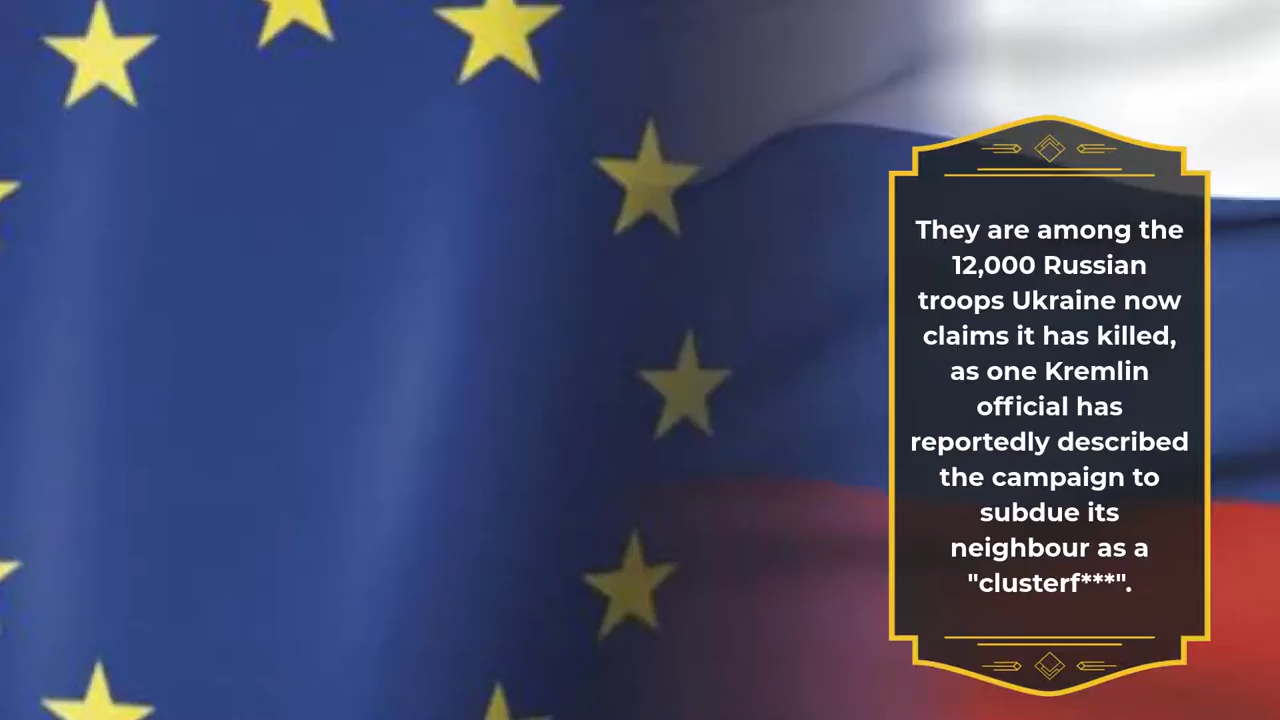 They are among the
12,000 Russian
troops Ukraine now
claims it has killed,
as one Kremlin
official has
reportedly described
the campaign to
subdue its
neighbour as a
"clusterf***".